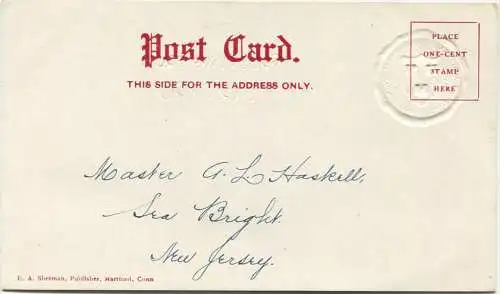 Post Card.
THIS SIDE FOR THE ADDRESS ONLY.
PLACE
ONE-CENT
STAMP
HERE
Master A. L. Haskell,
Sea Bright,
New Jersey.
D. A. Sherman, Publisher, Hartford, Conn